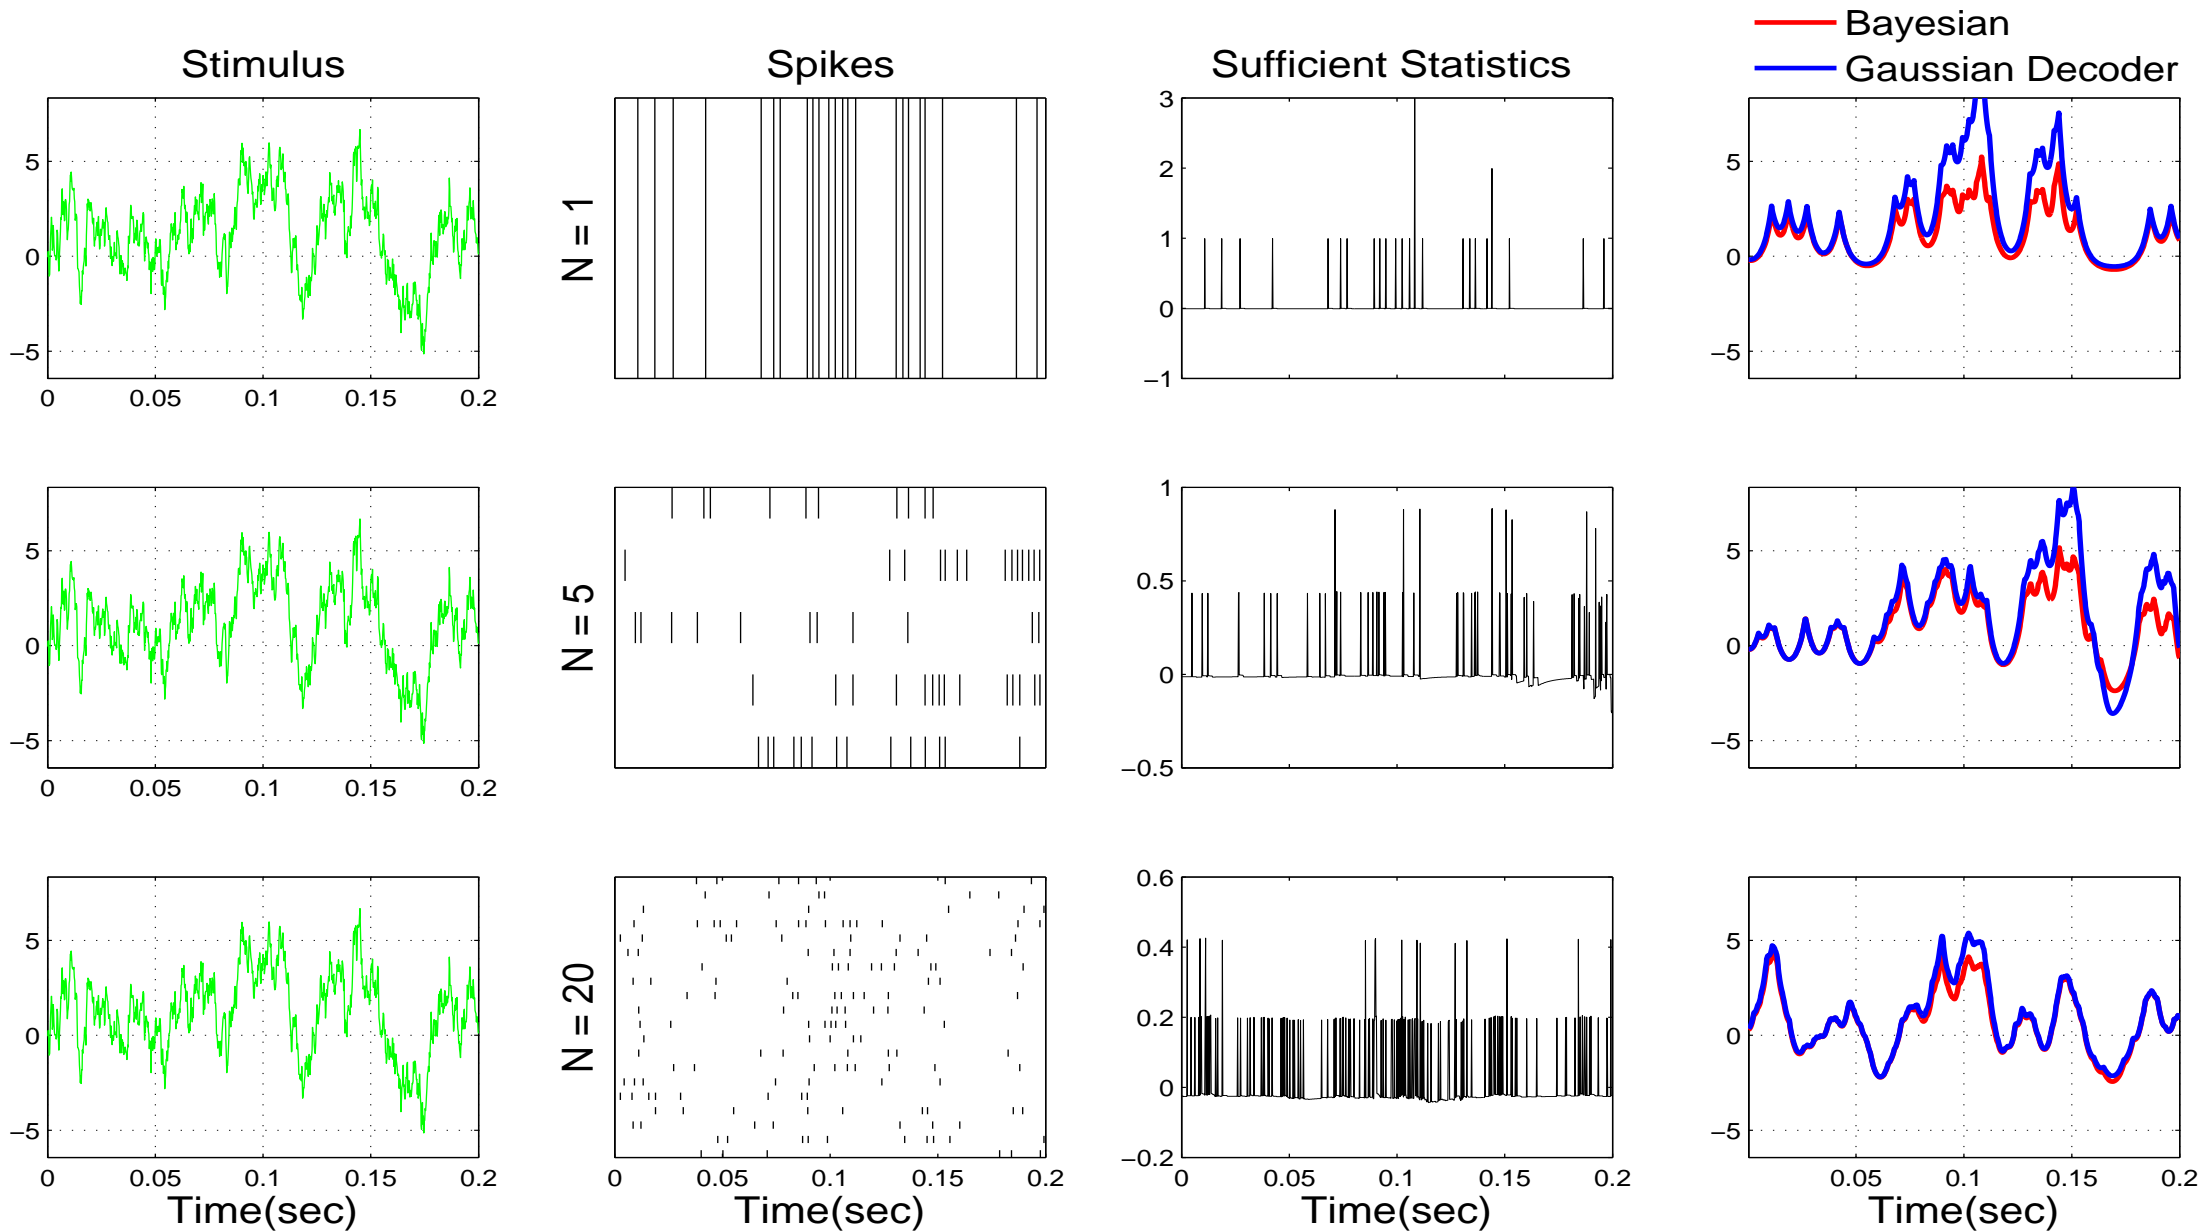 Bayesian
Gaussian Decoder
Stimulus Spikes Sufficient Statistics
5
0
−5
0 0.05 0.1 0.15 0.2
N = 1
3
2
1
0
−1
5
0
−5
5
0
−5
0 0.05 0.1 0.15 0.2
N = 5
1
0.5
0
−0.5
5
0
−5
5
0
−5
0 0.05 0.1 0.15 0.2
Time(sec)
N = 20
0 0.05 0.1 0.15 0.2
Time(sec)
0.6
0.4
0.2
0
−0.2
0 0.05 0.1 0.15 0.2
Time(sec)
5
0
−5
0.05 0.1 0.15 0.2
Time(sec)